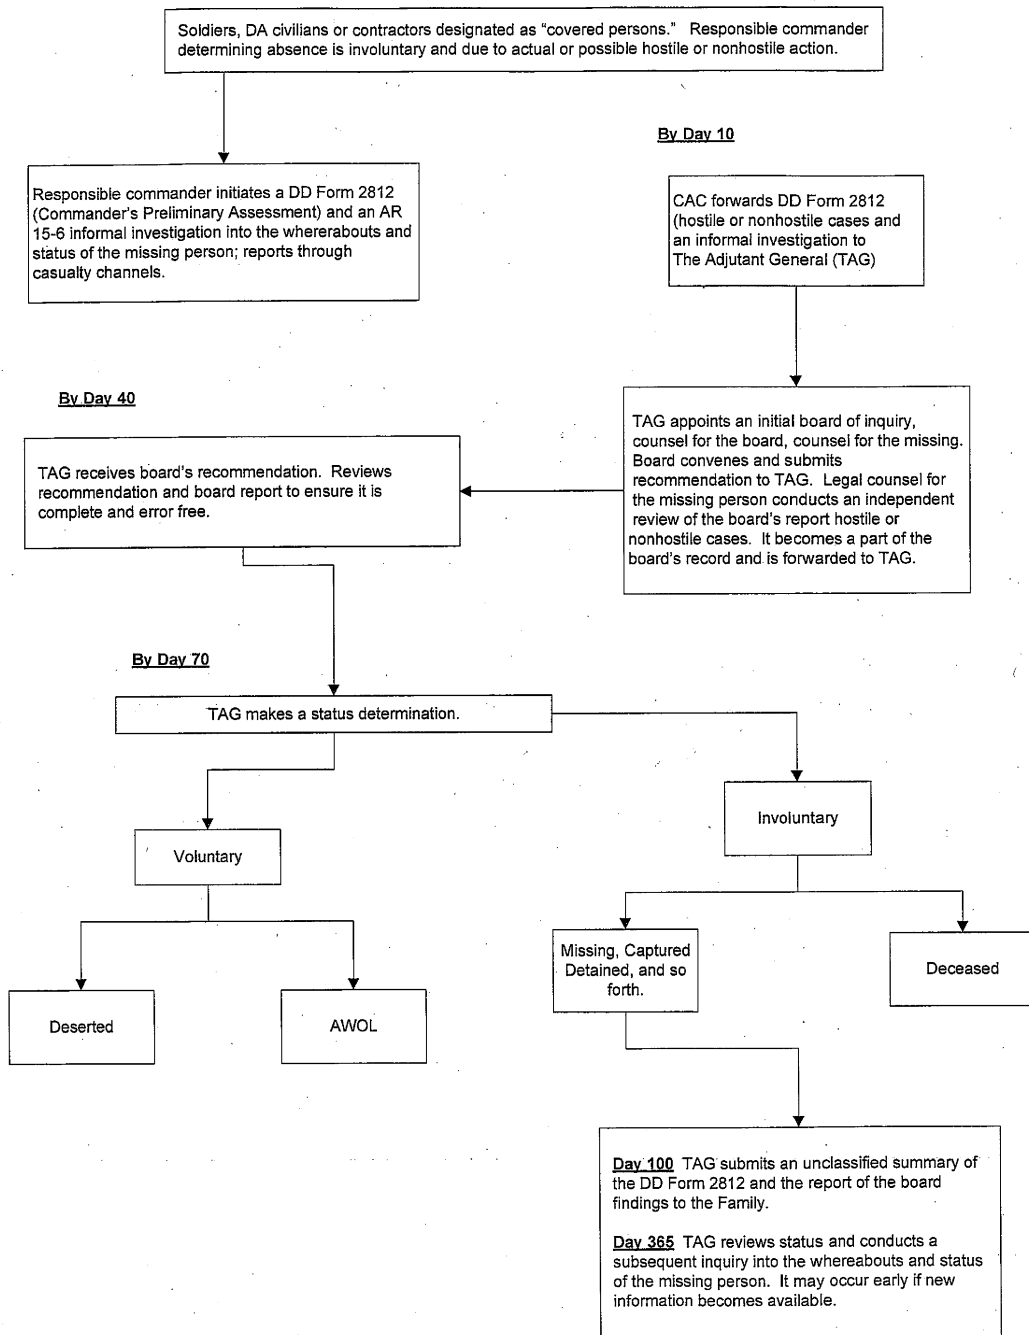 Soldiers, DA civilians or contractors designated as “covered persons.” Responsible commander
determining absence is involuntary and due to actual or possible hostile or nonhostile action.
By Day 10
Responsible commander initiates a DD Form 2812
(Commander's Preliminary Assessment) and an AR
15-6 informal investigation into the whererabouts and
status of the missing person; reports through
casualty channels.
CAC forwards DD Form 2812
(hostile or nonhostile cases and
an informal investigation to
The Adjutant General (TAG)
By Day 40
TAG receives board's recommendation. Reviews
recommendation and board report to ensure it is
complete and error free.
TAG appoints an initial board of inquiry,
counsel for the board, counsel for the missing.
Board convenes and submits
recommendation to TAG. Legal counsel for
the missing person conducts an independent
review of the board's report hostile or
nonhostile cases. It becomes a part of the
board's record and is forwarded to TAG.
By Day 70
TAG makes a status determination.
Voluntary
Involuntary
Deserted
AWOL
Missing, Captured
Detained, and so
forth.
Deceased
Day 100 TAG submits an unclassified summary of
the DD Form 2812 and the report of the board
findings to the Family.
Day 365 TAG reviews status and conducts a
subsequent inquiry into the whereabouts and status
of the missing person. It may occur early if new
information becomes available.